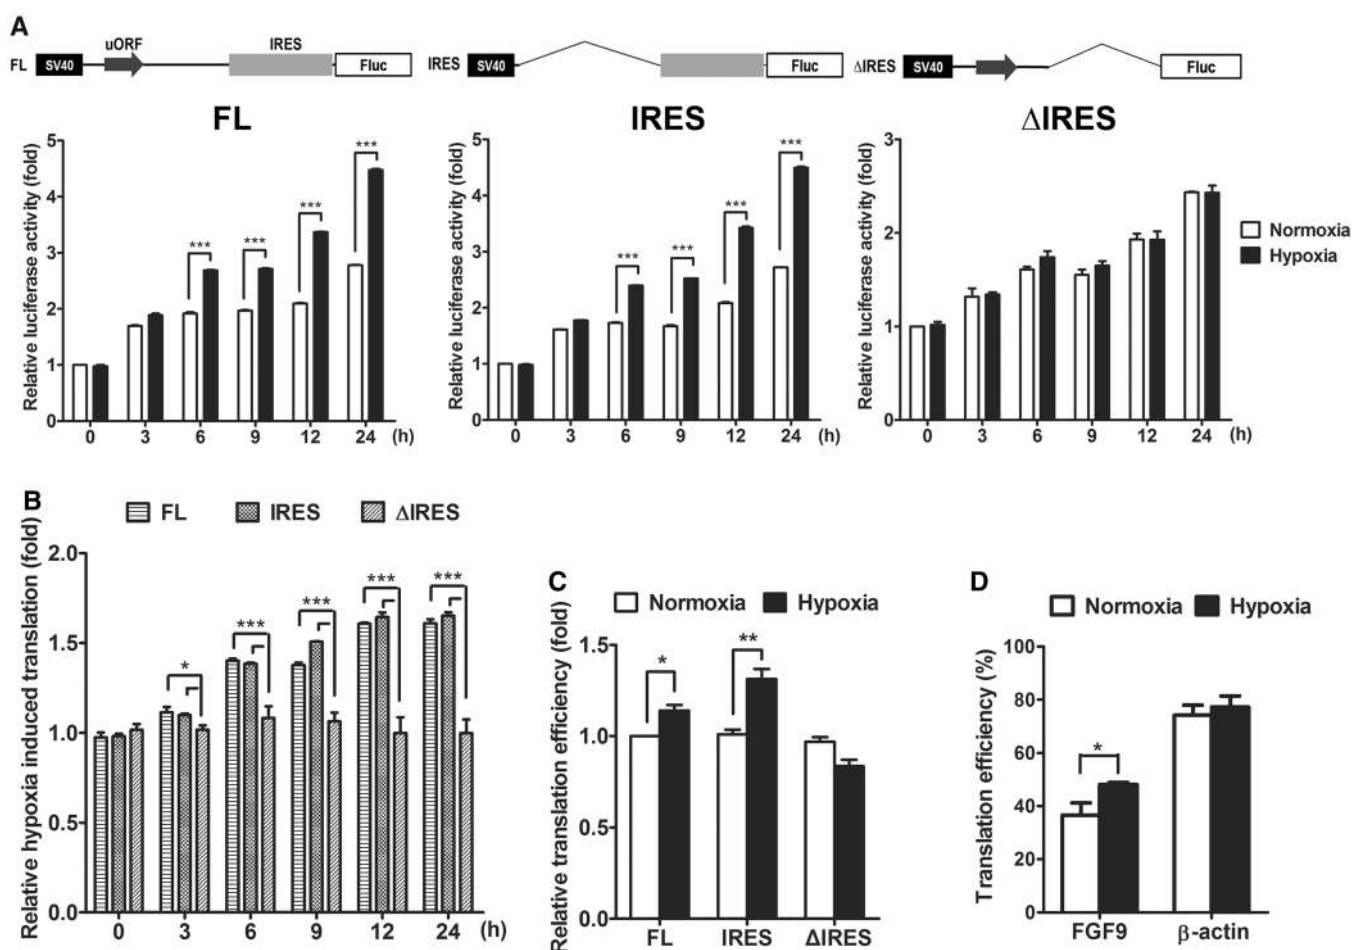 A
uORF
IRES
FL SV40 Fluc
IRES SV40 Fluc
ΔIRES SV40 Fluc
FL
Relative luciferase activity (fold)
5
4
3
2
1
0
***
***
***
***
0 3 6 9 12 24 (h)
IRES
Relative luciferase activity (fold)
5
4
3
2
1
0
***
***
***
***
0 3 6 9 12 24 (h)
ΔIRES
Relative luciferase activity (fold)
3
2
1
0
0 3 6 9 12 24 (h)
Normoxia
Hypoxia
B
FL IRES ΔIRES
Relative hypoxia induced translation (fold)
2.0
1.5
1.0
0.5
0.0
*
***
***
***
***
0 3 6 9 12 24 (h)
C
Normoxia Hypoxia
Relative translation efficiency (fold)
1.5
1.0
0.5
0.0
*
**
FL IRES ΔIRES
D
Normoxia Hypoxia
Translation efficiency (%)
100
80
60
40
20
0
*
FGF9 β-actin